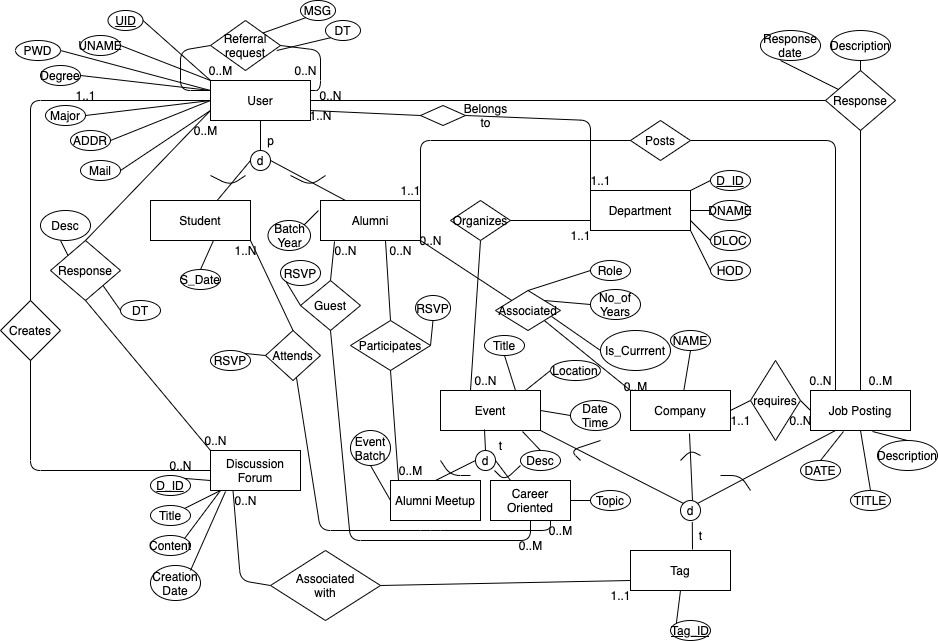 MSG
UID
Referral
request
DT
UNAME
PWD
Response
date
Description
0..M
0..N
Degree
1..1
User
0..N
Response
Belongs
to
Major
1..N
0..M
ADDR
p
Posts
d
Mail
1..1
D_ID
1..1
Student
Batch
Year
Alumni
Organizes
Department
DNAME
Desc
1..1
DLOC
1..N
0..N
0..N
0..N
HOD
Response
S_Date
RSVP
Role
DT
Guest
RSVP
Associated
No_of
Years
Creates
Participates
Title
Is_Currrent
NAME
RSVP
Attends
Location
0..N
0..M
0..N
0..M
requires
Event
Date
Time
Company
1..1
0..N
Job Posting
Event
Batch
t
0..N
0..N
d
Desc
Description
Discussion
Forum
0..M
DATE
D_ID
0..N
Alumni Meetup
Career
Oriented
Topic
TITLE
Title
d
0..M
t
Content
0..M
Creation
Date
Associated
with
Tag
1..1
Tag_ID